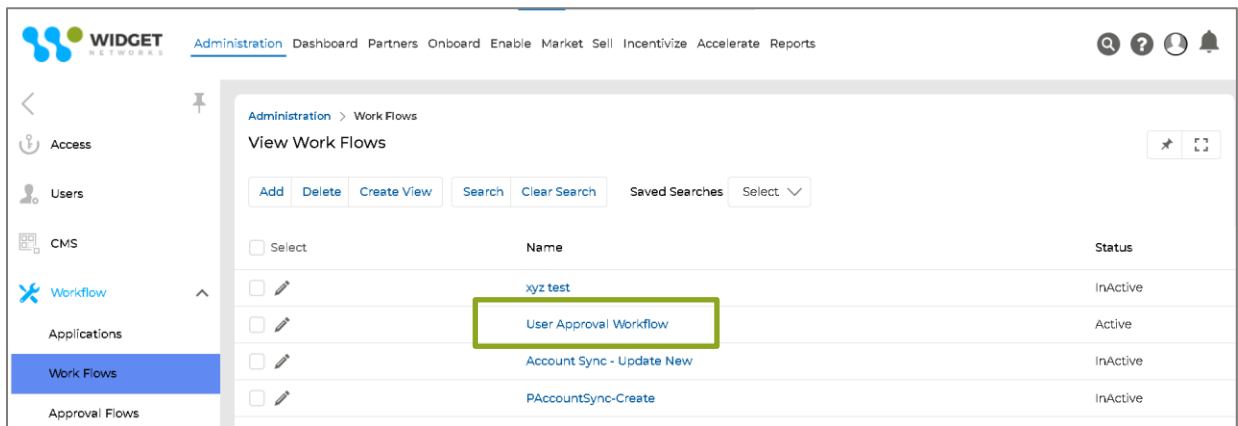 WIDGET
NETWORKS
Administration Dashboard Partners Onboard Enable Market Sell Incentivize Accelerate Reports
Access
Users
CMS
Workflow
Applications
Work Flows
Approval Flows
Administration > Work Flows
View Work Flows
Add Delete Create View Search Clear Search Saved Searches Select
Select Name Status
xyz test InActive
User Approval Workflow Active
Account Sync - Update New InActive
PAccountSync-Create InActive